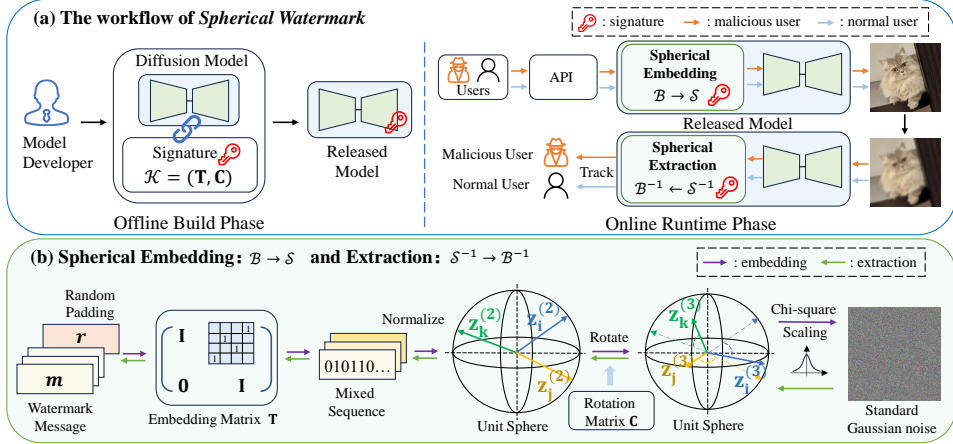 (a) The workflow of Spherical Watermark
: signature : malicious user : normal user
Model
Developer
Diffusion Model
Signature
𝒦 = (T, C)
Released
Model
Offline Build Phase
Users
API
Spherical
Embedding
ℬ → 𝒮
Released Model
Malicious User
Normal User
Track
Spherical
Extraction
ℬ⁻¹ ← 𝒮⁻¹
Online Runtime Phase
(b) Spherical Embedding: ℬ → 𝒮 and Extraction: 𝒮⁻¹ → ℬ⁻¹
: embedding : extraction
Random
Padding
r
m
Watermark
Message
I
1
1
1
1
0 I
Embedding Matrix T
010110...
Mixed
Sequence
Normalize
z_k^(2) z_i^(2)
z_j^(2)
Unit Sphere
Rotate
Rotation
Matrix C
z_k^(3)
z_j^(3) z_i^(3)
Unit Sphere
Chi-square
Scaling
Standard
Gaussian noise